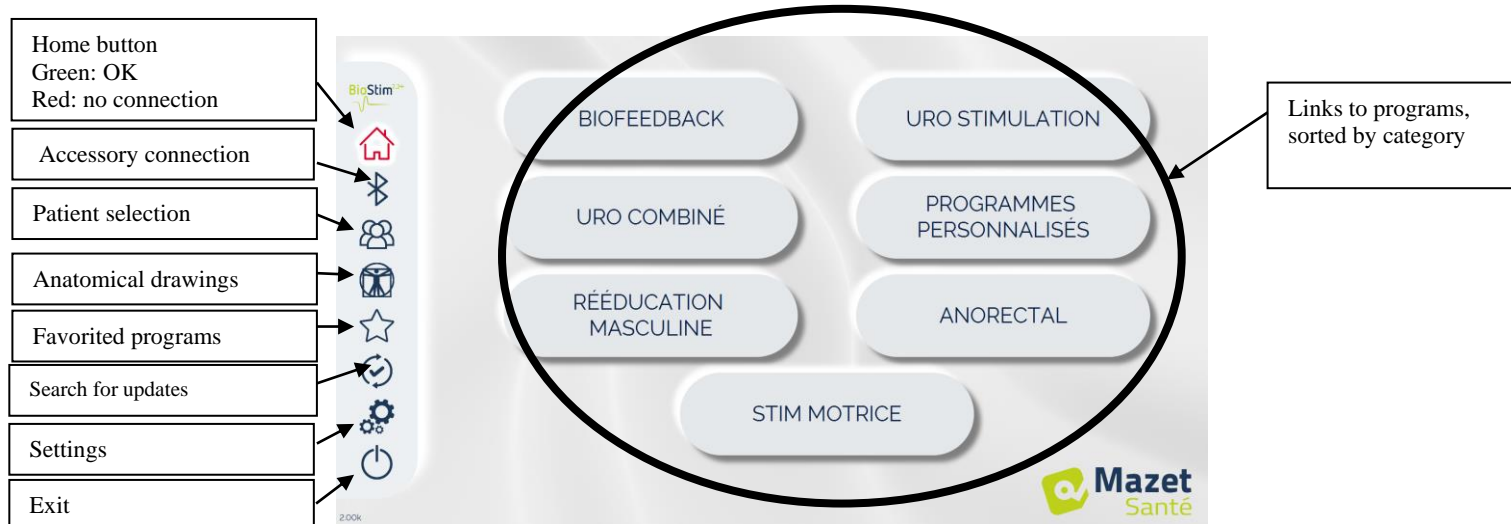 Home button
Green: OK
Red: no connection
Accessory connection
Patient selection
Anatomical drawings
Favorited programs
Search for updates
Settings
Exit
BioStim
2.00k
BIOFEEDBACK
URO STIMULATION
URO COMBINÉ
PROGRAMMES
PERSONNALISÉS
RÉÉDUCATION
MASCULINE
ANORECTAL
STIM MOTRICE
Mazet
Santé
Links to programs,
sorted by category